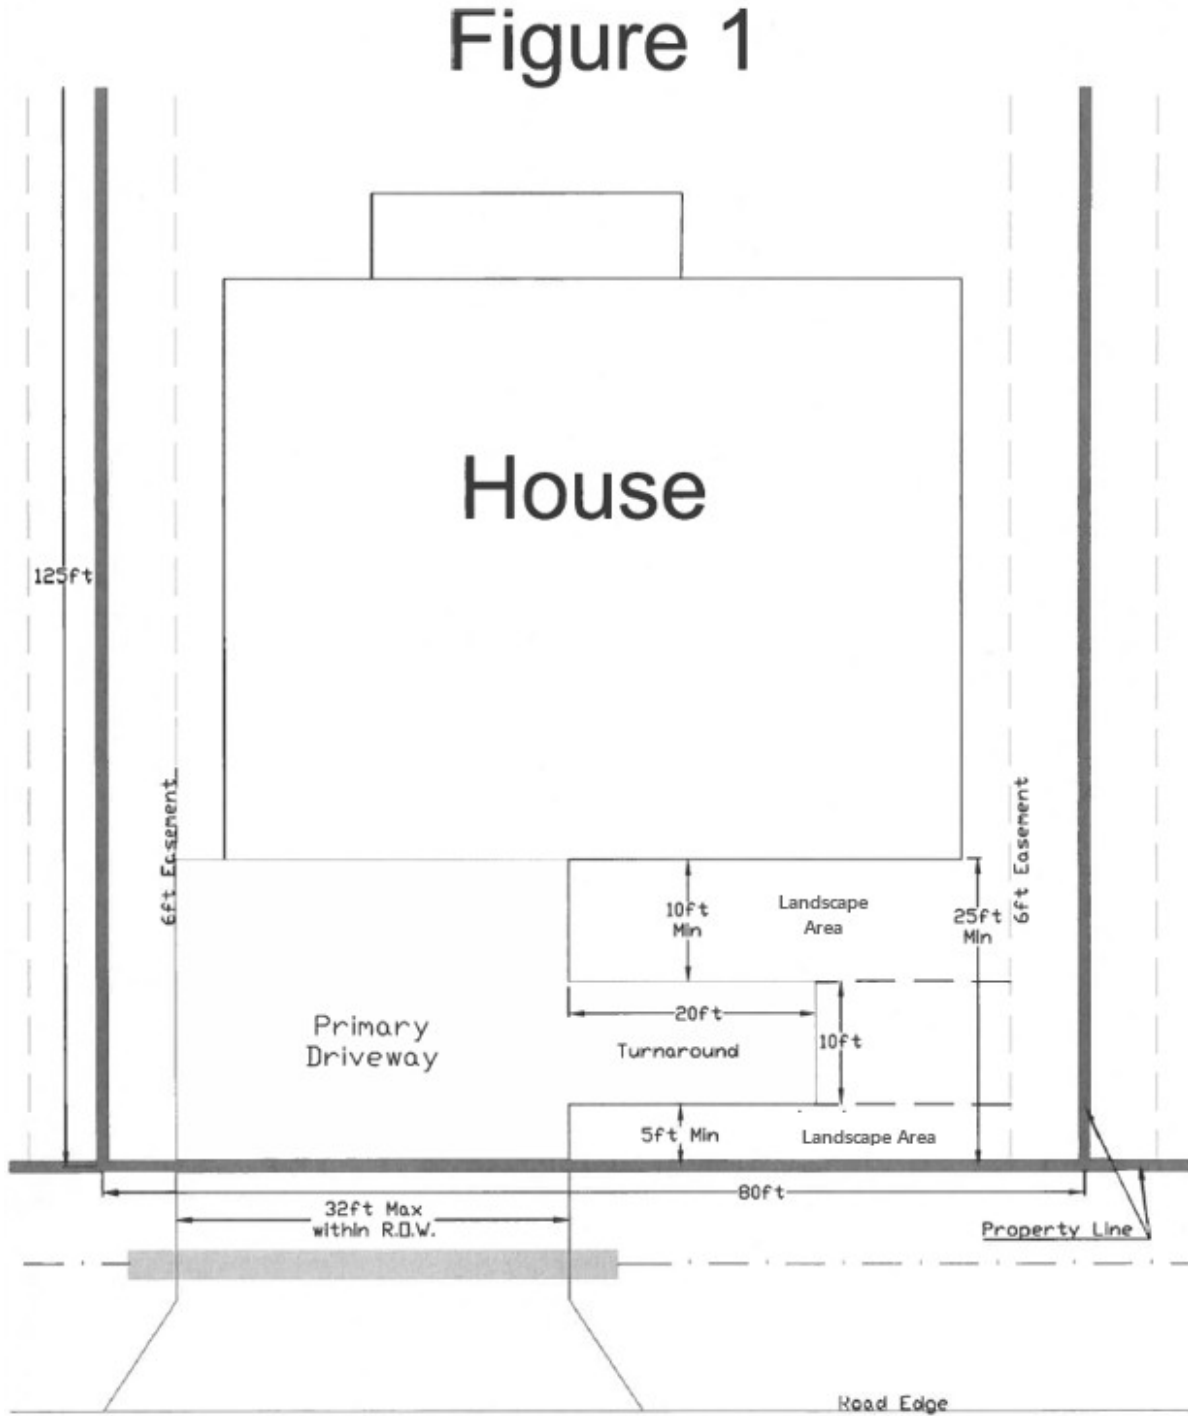 Figure 1
House
125ft
6ft Easement
6ft Easement
10ft
Min
Landscape
Area
25ft
Min
20ft
Primary
Driveway
Turnaround
10ft
5ft Min
Landscape Area
80ft
32ft Max
within R.O.W.
Property Line
Road Edge